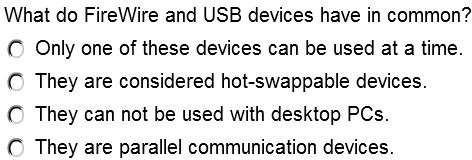 What do FireWire and USB devices have in common?
Only one of these devices can be used at a time.
They are considered hot-swappable devices.
They can not be used with desktop PCs.
They are parallel communication devices.